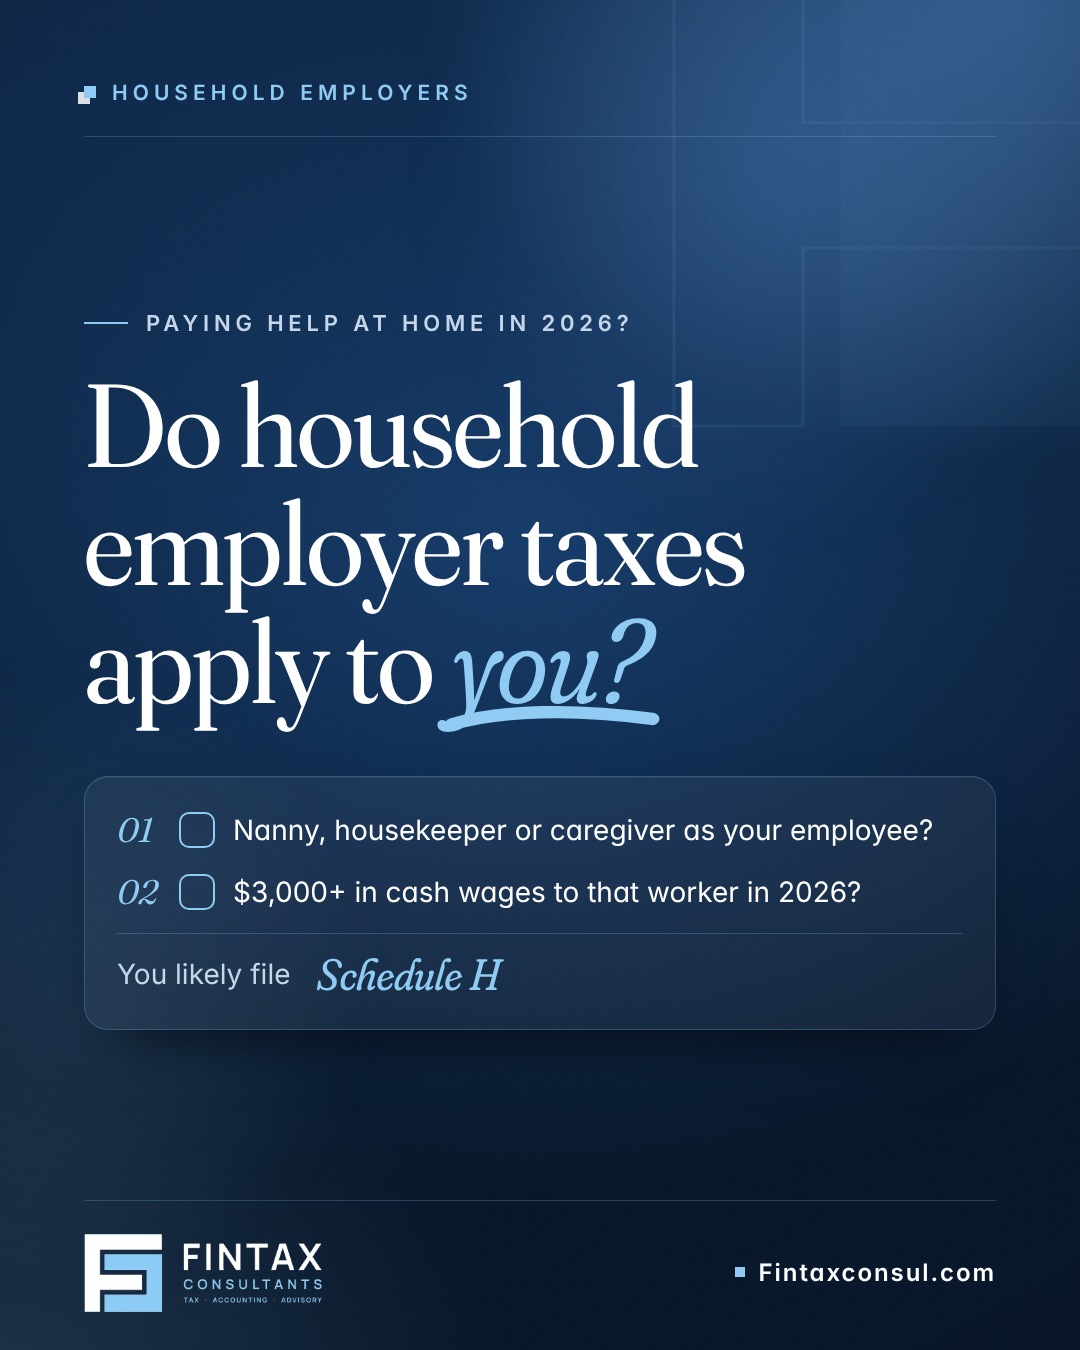 HOUSEHOLD EMPLOYERS
PAYING HELP AT HOME IN 2026?
Do household
employer taxes
apply to you?
01 Nanny, housekeeper or caregiver as your employee?
02 $3,000+ in cash wages to that worker in 2026?
You likely file Schedule H
FINTAX
CONSULTANTS
TAX · ACCOUNTING · ADVISORY
Fintaxconsul.com